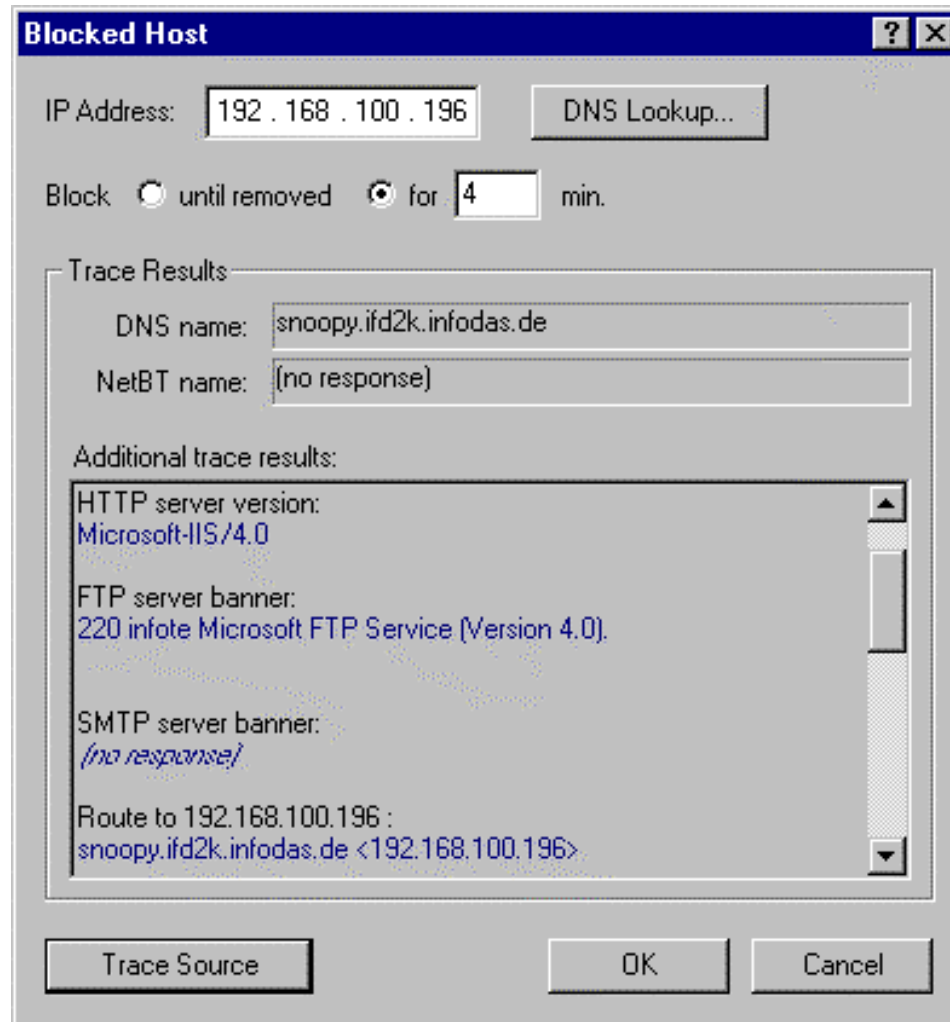 Blocked Host
IP Address: 192 . 168 . 100 . 196 DNS Lookup...
Block until removed for 4 min.
Trace Results
DNS name: snoopy.ifd2k.infodas.de
NetBT name: (no response)
Additional trace results:
HTTP server version:
Microsoft-IIS/4.0
FTP server banner:
220 infote Microsoft FTP Service (Version 4.0).
SMTP server banner:
(no response)
Route to 192.168.100.196 :
snoopy.ifd2k.infodas.de <192.168.100.196>
Trace Source OK Cancel